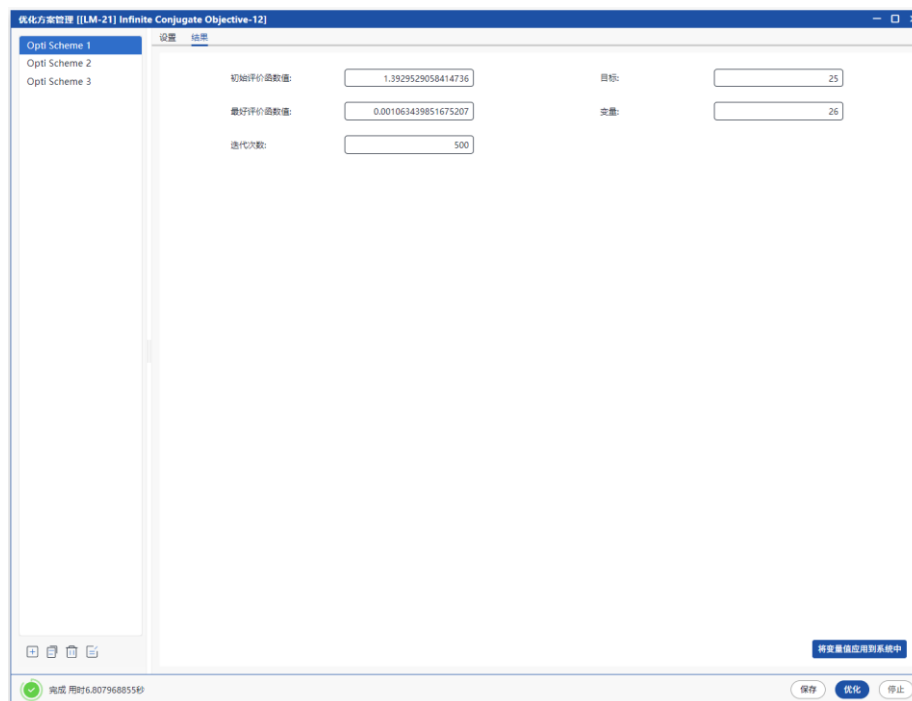 优化方案管理 [[LM-21] Infinite Conjugate Objective-12]
Opti Scheme 1
Opti Scheme 2
Opti Scheme 3
设置 结果
初始评价函数值: 1.3929529058414736 目标: 25
最好评价函数值: 0.001063439851675207 变量: 26
迭代次数: 500
将变量值应用到系统中
完成 用时6.807968855秒
保存 优化 停止